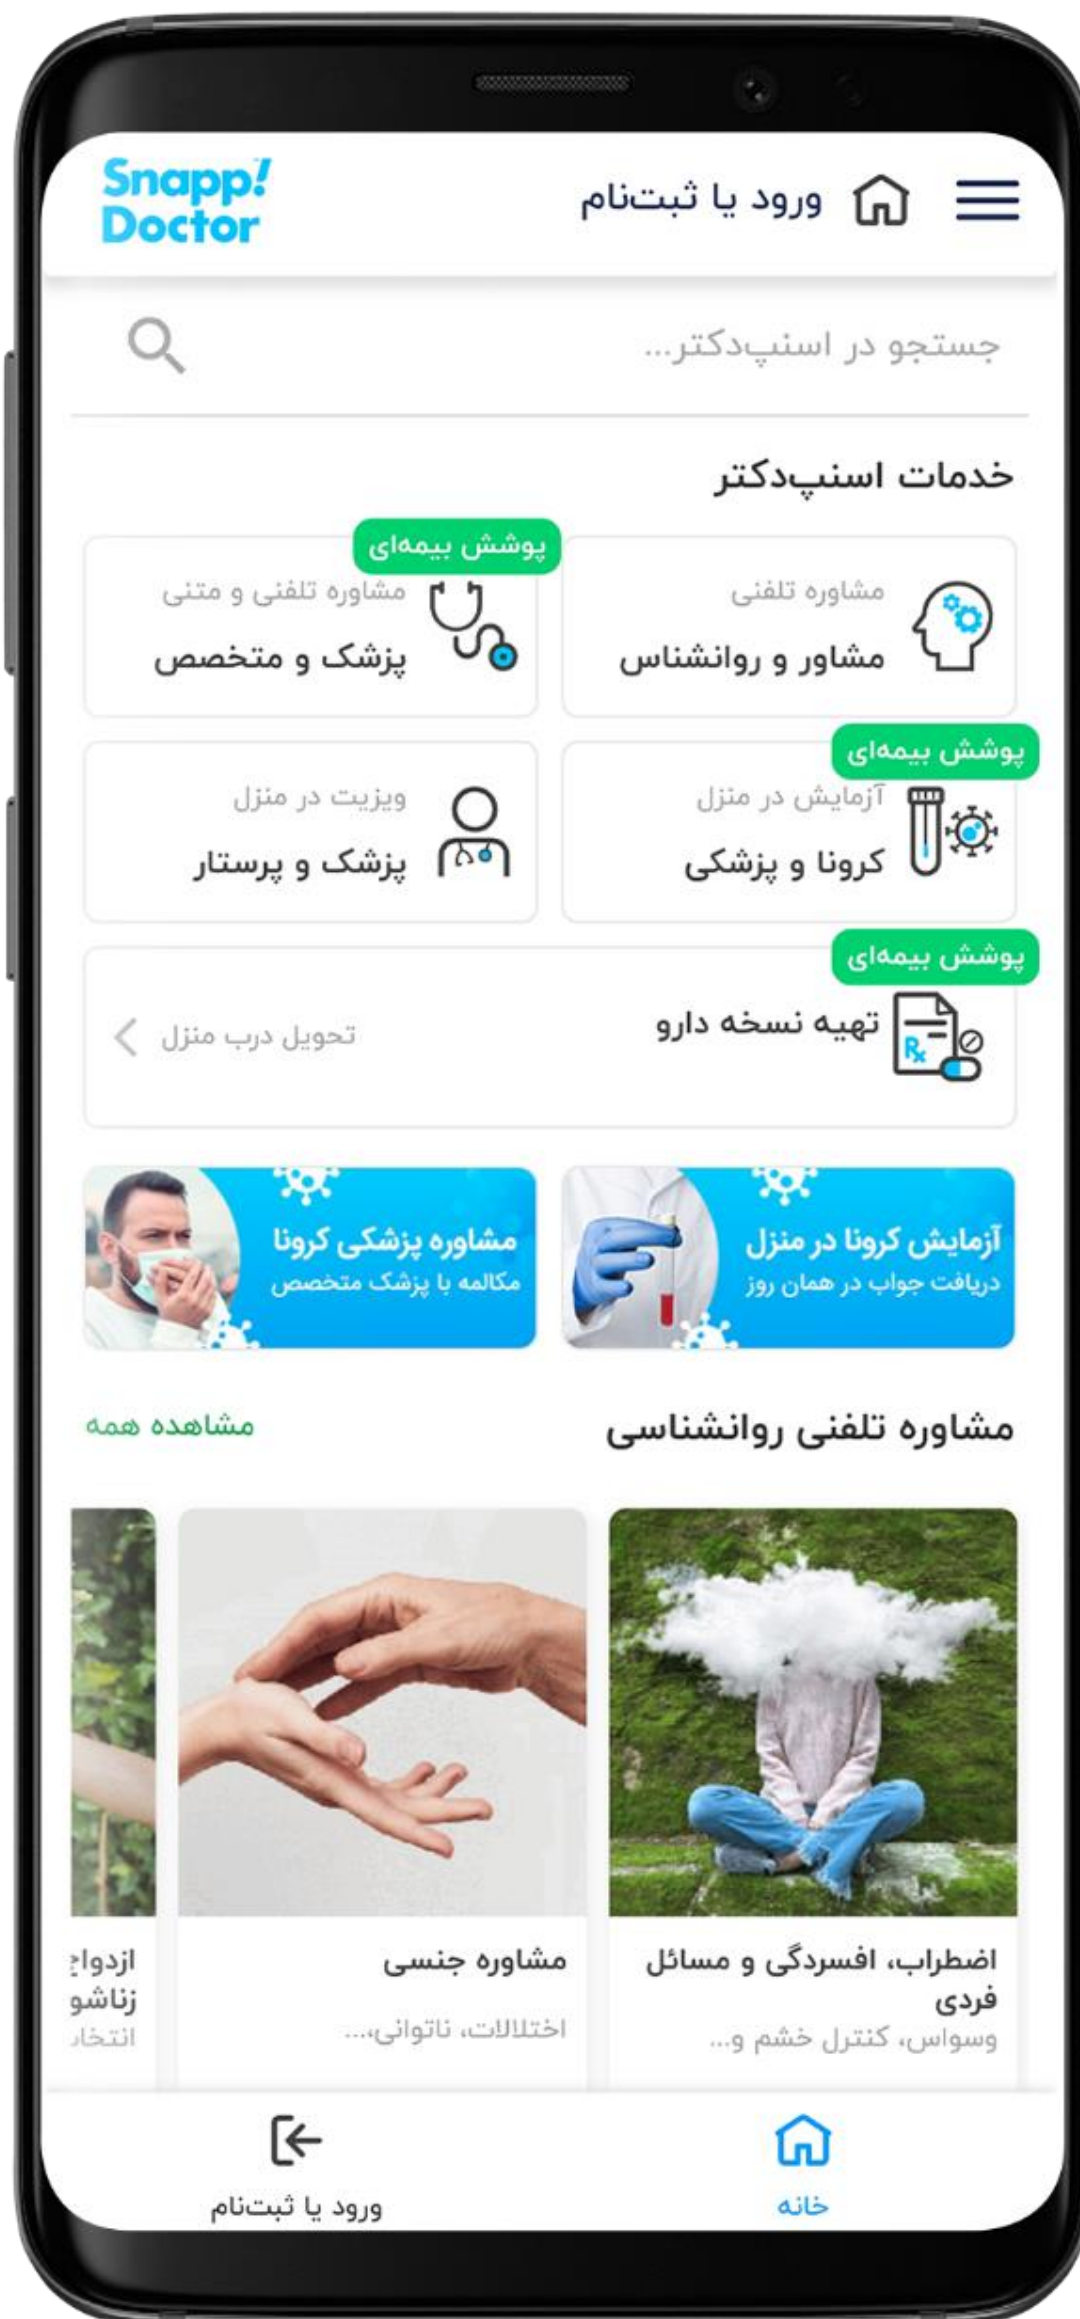 Snapp!
Doctor
ورود یا ثبت‌نام
جستجو در اسنپ‌دکتر...
خدمات اسنپ‌دکتر
مشاوره تلفنی
مشاور و روانشناس
پوشش بیمه‌ای
مشاوره تلفنی و متنی
پزشک و متخصص
پوشش بیمه‌ای
آزمایش در منزل
کرونا و پزشکی
ویزیت در منزل
پزشک و پرستار
پوشش بیمه‌ای
تهیه نسخه دارو
Rx
تحویل درب منزل
آزمایش کرونا در منزل
دریافت جواب در همان روز
مشاوره پزشکی کرونا
مکالمه با پزشک متخصص
مشاوره تلفنی روانشناسی
مشاهده همه
اضطراب، افسردگی و مسائل
فردی
وسواس، کنترل خشم و...
مشاوره جنسی
اختلالات، ناتوانی،...
ازدواج
زناشو
خانه
ورود یا ثبت‌نام